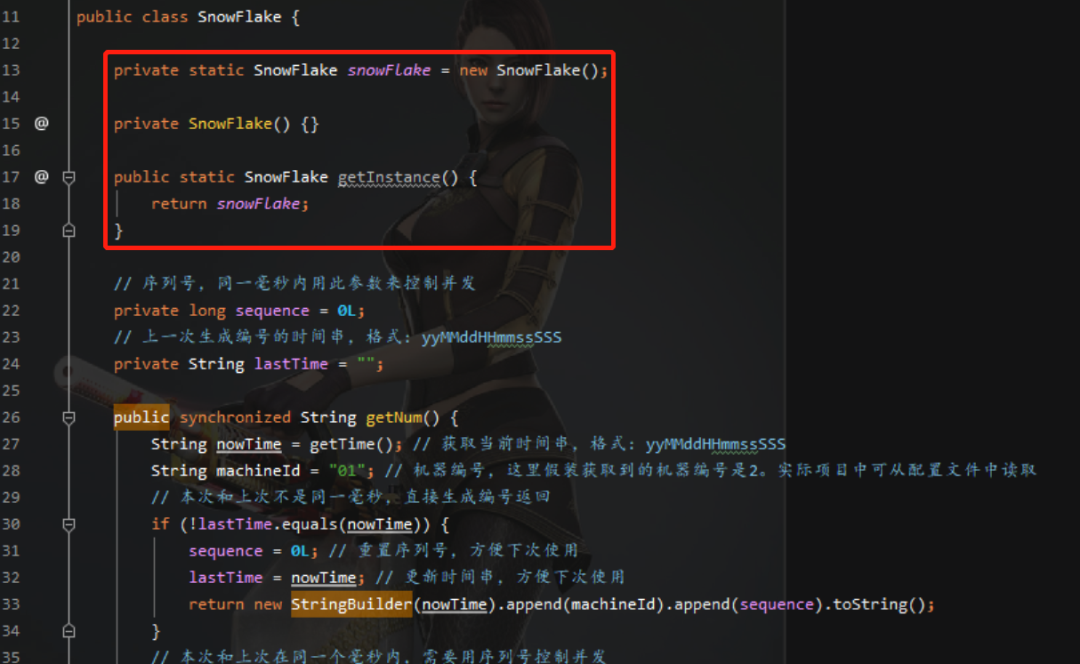 11 public class SnowFlake {
12
13 private static SnowFlake snowFlake = new SnowFlake();
14
15 @ private SnowFlake() {}
16
17 @ public static SnowFlake getInstance() {
18 return snowFlake;
19 }
20
21 // 序列号，同一毫秒内用此参数来控制并发
22 private long sequence = 0L;
23 // 上一次生成编号的时间串，格式：yyMMddHHmmssSSS
24 private String lastTime = "";
25
26 public synchronized String getNum() {
27 String nowTime = getTime(); // 获取当前时间串，格式：yyMMddHHmmssSSS
28 String machineId = "01"; // 机器编号，这里假装获取到的机器编号是2。实际项目中可从配置文件中读取
29 // 本次和上次不是同一毫秒，直接生成编号返回
30 if (!lastTime.equals(nowTime)) {
31 sequence = 0L; // 重置序列号，方便下次使用
32 lastTime = nowTime; // 更新时间串，方便下次使用
33 return new StringBuilder(nowTime).append(machineId).append(sequence).toString();
34 }
35 // 本次和上次在同一个毫秒内，需要用序列号控制并发